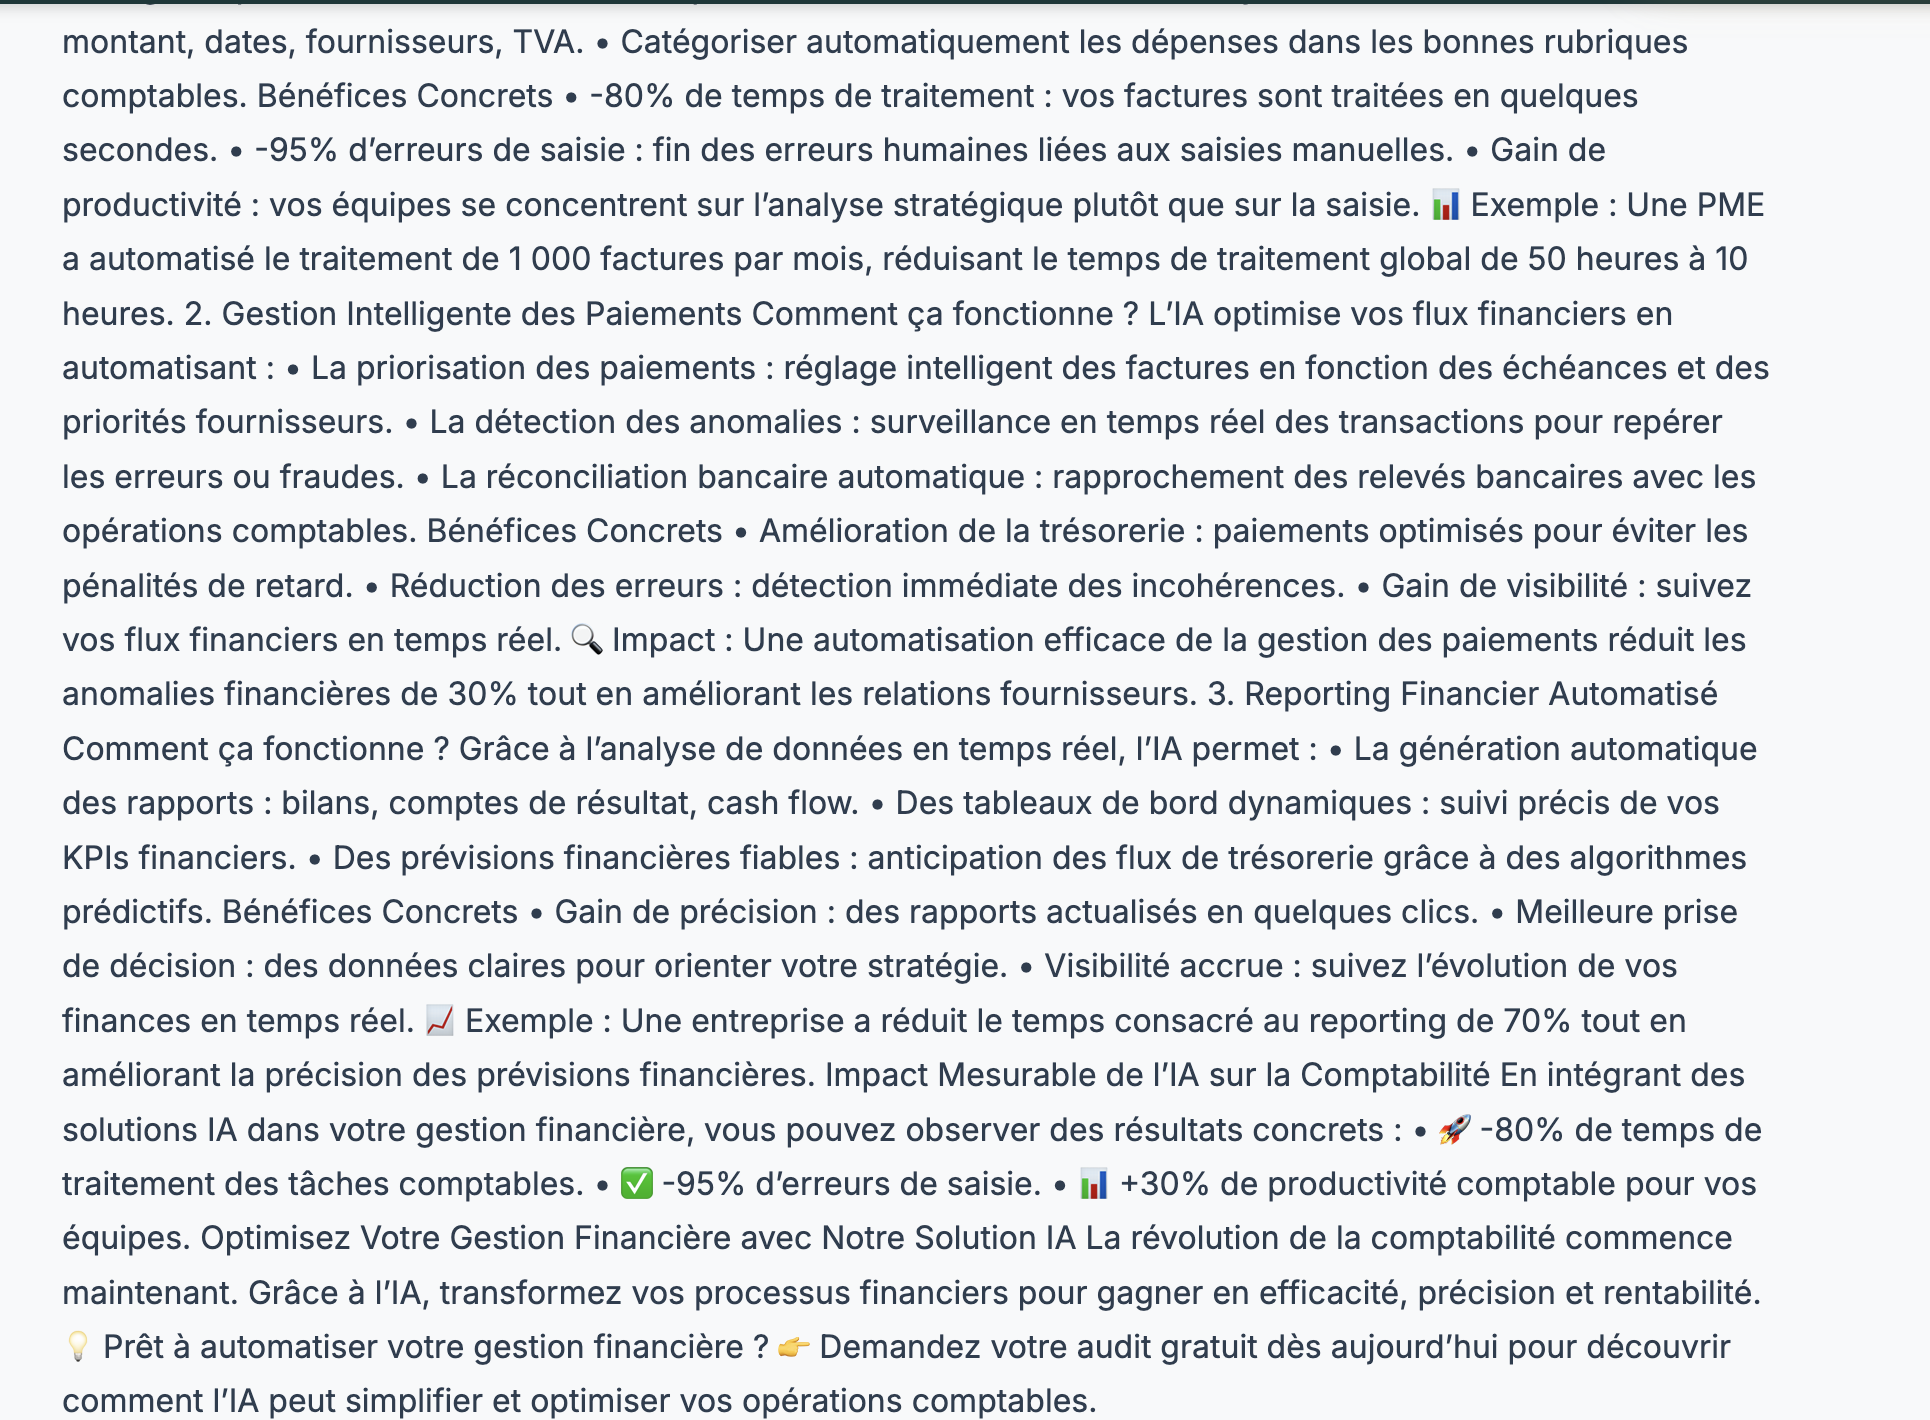 montant, dates, fournisseurs, TVA. • Catégoriser automatiquement les dépenses dans les bonnes rubriques
comptables. Bénéfices Concrets • -80% de temps de traitement : vos factures sont traitées en quelques
secondes. • -95% d’erreurs de saisie : fin des erreurs humaines liées aux saisies manuelles. • Gain de
productivité : vos équipes se concentrent sur l’analyse stratégique plutôt que sur la saisie. 📊 Exemple : Une PME
a automatisé le traitement de 1 000 factures par mois, réduisant le temps de traitement global de 50 heures à 10
heures. 2. Gestion Intelligente des Paiements Comment ça fonctionne ? L’IA optimise vos flux financiers en
automatisant : • La priorisation des paiements : réglage intelligent des factures en fonction des échéances et des
priorités fournisseurs. • La détection des anomalies : surveillance en temps réel des transactions pour repérer
les erreurs ou fraudes. • La réconciliation bancaire automatique : rapprochement des relevés bancaires avec les
opérations comptables. Bénéfices Concrets • Amélioration de la trésorerie : paiements optimisés pour éviter les
pénalités de retard. • Réduction des erreurs : détection immédiate des incohérences. • Gain de visibilité : suivez
vos flux financiers en temps réel. 🔍 Impact : Une automatisation efficace de la gestion des paiements réduit les
anomalies financières de 30% tout en améliorant les relations fournisseurs. 3. Reporting Financier Automatisé
Comment ça fonctionne ? Grâce à l’analyse de données en temps réel, l’IA permet : • La génération automatique
des rapports : bilans, comptes de résultat, cash flow. • Des tableaux de bord dynamiques : suivi précis de vos
KPIs financiers. • Des prévisions financières fiables : anticipation des flux de trésorerie grâce à des algorithmes
prédictifs. Bénéfices Concrets • Gain de précision : des rapports actualisés en quelques clics. • Meilleure prise
de décision : des données claires pour orienter votre stratégie. • Visibilité accrue : suivez l’évolution de vos
finances en temps réel. 📈 Exemple : Une entreprise a réduit le temps consacré au reporting de 70% tout en
améliorant la précision des prévisions financières. Impact Mesurable de l’IA sur la Comptabilité En intégrant des
solutions IA dans votre gestion financière, vous pouvez observer des résultats concrets : • 🚀 -80% de temps de
traitement des tâches comptables. • ✅ -95% d’erreurs de saisie. • 📊 +30% de productivité comptable pour vos
équipes. Optimisez Votre Gestion Financière avec Notre Solution IA La révolution de la comptabilité commence
maintenant. Grâce à l’IA, transformez vos processus financiers pour gagner en efficacité, précision et rentabilité.
💡 Prêt à automatiser votre gestion financière ? 👉 Demandez votre audit gratuit dès aujourd’hui pour découvrir
comment l’IA peut simplifier et optimiser vos opérations comptables.